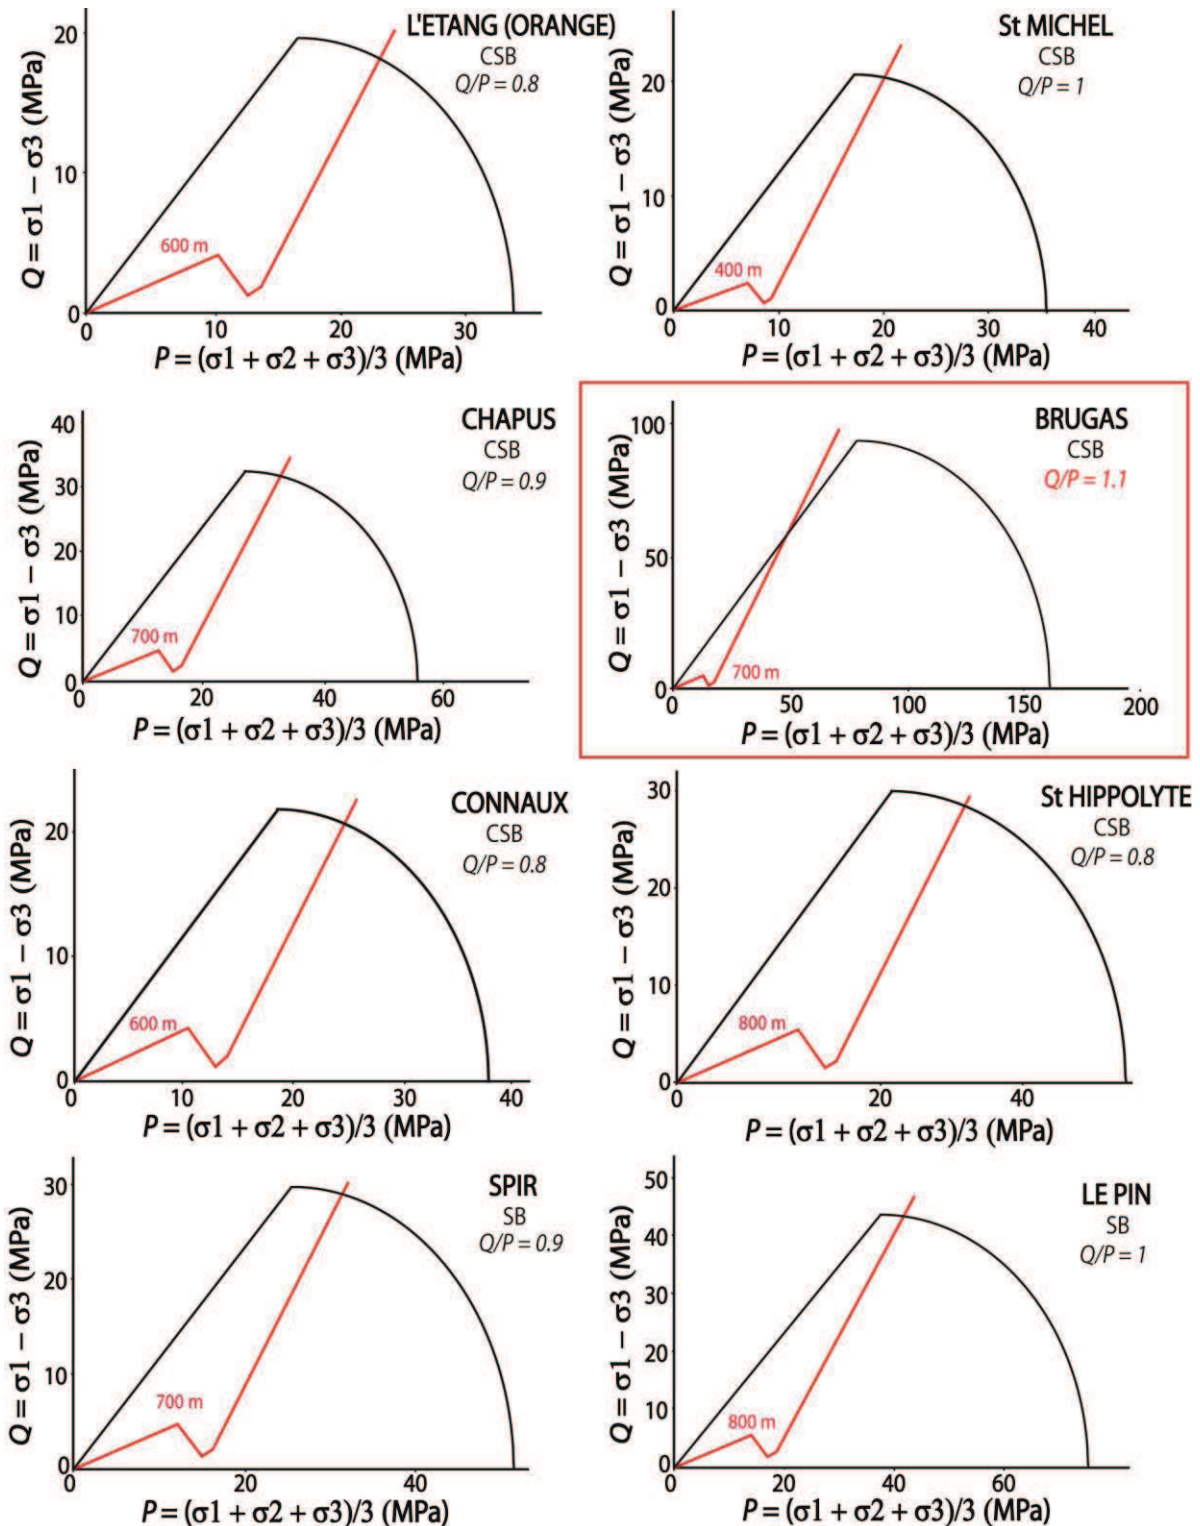 L'ETANG (ORANGE)
CSB
Q/P = 0.8
Q = σ1 – σ3 (MPa)
20
10
0
600 m
0 10 20 30
P = (σ1 + σ2 + σ3)/3 (MPa)
St MICHEL
CSB
Q/P = 1
Q = σ1 – σ3 (MPa)
20
10
0
400 m
0 10 20 30 40
P = (σ1 + σ2 + σ3)/3 (MPa)
CHAPUS
CSB
Q/P = 0.9
Q = σ1 – σ3 (MPa)
40
30
20
10
0
700 m
0 20 40 60
P = (σ1 + σ2 + σ3)/3 (MPa)
BRUGAS
CSB
Q/P = 1.1
Q = σ1 – σ3 (MPa)
100
50
0
700 m
0 50 100 150 200
P = (σ1 + σ2 + σ3)/3 (MPa)
CONNAUX
CSB
Q/P = 0.8
Q = σ1 – σ3 (MPa)
20
10
0
600 m
0 10 20 30 40
P = (σ1 + σ2 + σ3)/3 (MPa)
St HIPPOLYTE
CSB
Q/P = 0.8
Q = σ1 – σ3 (MPa)
30
20
10
0
800 m
0 20 40
P = (σ1 + σ2 + σ3)/3 (MPa)
SPIR
SB
Q/P = 0.9
Q = σ1 – σ3 (MPa)
30
20
10
0
700 m
0 20 40
P = (σ1 + σ2 + σ3)/3 (MPa)
LE PIN
SB
Q/P = 1
Q = σ1 – σ3 (MPa)
50
40
30
20
10
0
800 m
0 20 40 60
P = (σ1 + σ2 + σ3)/3 (MPa)